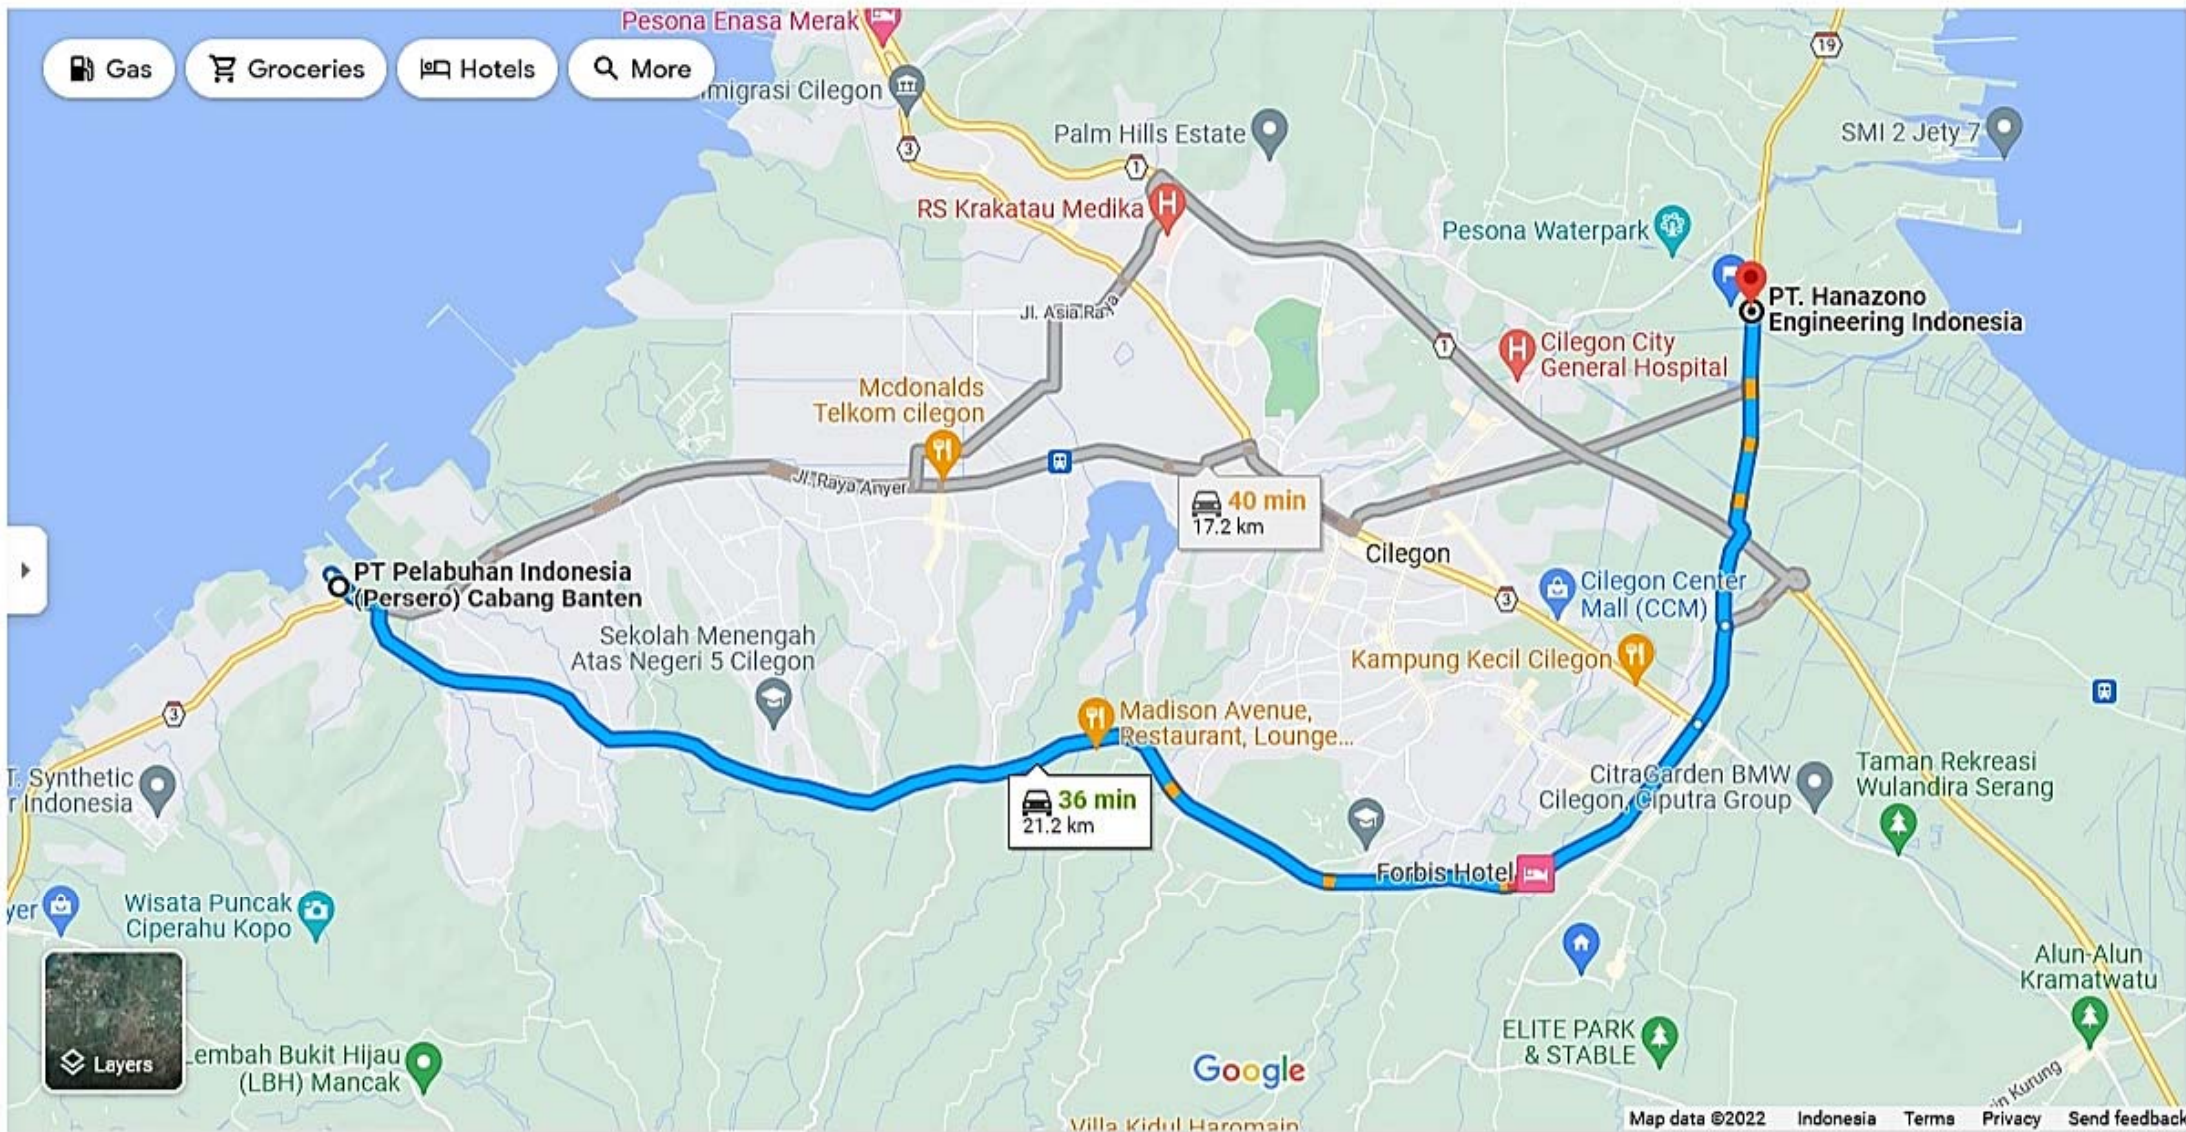 Pesona Enasa Merak
Gas
Groceries
Hotels
More
migrasi Cilegon
19
3
Palm Hills Estate
SMI 2 Jety 7
1
RS Krakatau Medika
H
Pesona Waterpark
PT. Hanazono
Engineering Indonesia
Jl. Asia Raya
1
H
Cilegon City
General Hospital
Mcdonalds
Telkom cilegon
Jl. Raya Anyer
40 min
17.2 km
Cilegon
PT Pelabuhan Indonesia
(Persero) Cabang Banten
Cilegon Center
Mall (CCM)
3
Sekolah Menengah
Atas Negeri 5 Cilegon
Kampung Kecil Cilegon
3
Madison Avenue,
Restaurant, Lounge...
36 min
21.2 km
T. Synthetic
r Indonesia
CitraGarden BMW
Cilegon, Ciputra Group
Taman Rekreasi
Wulandira Serang
Forbis Hotel
yer
Wisata Puncak
Ciperahu Kopo
Alun-Alun
Kramatwatu
ELITE PARK
& STABLE
Layers
Lembah Bukit Hijau
(LBH) Mancak
Google
Kurung
Villa Kidul Haromain
Map data ©2022
Indonesia
Terms
Privacy
Send feedback